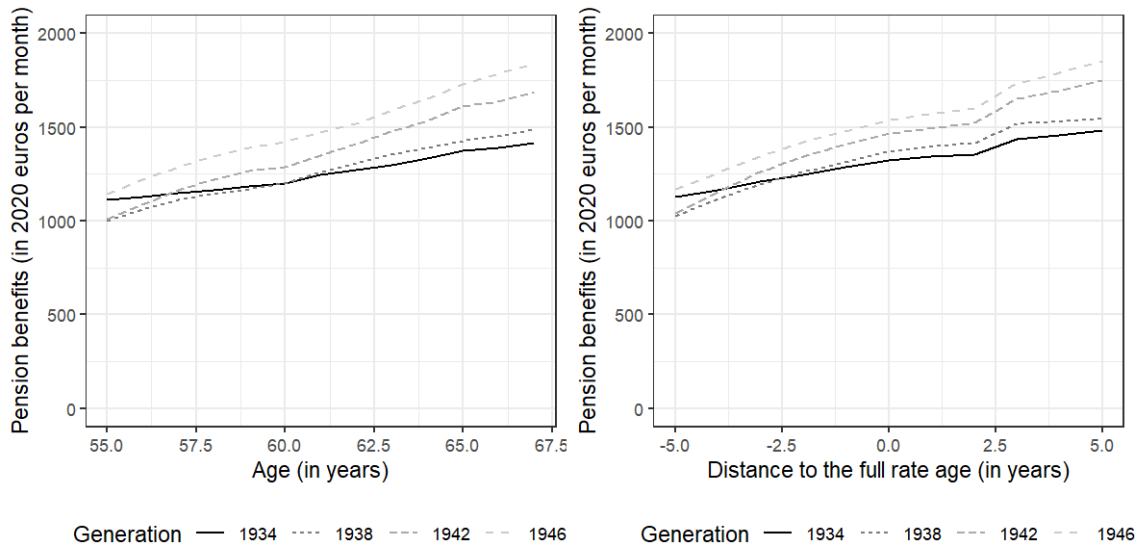 Pension benefits (in 2020 euros per month)
2000
1500
1000
500
0
55.0 57.5 60.0 62.5 65.0 67.5
Age (in years)
Generation 1934 1938 1942 1946
Pension benefits (in 2020 euros per month)
2000
1500
1000
500
0
-5.0 -2.5 0.0 2.5 5.0
Distance to the full rate age (in years)
Generation 1934 1938 1942 1946